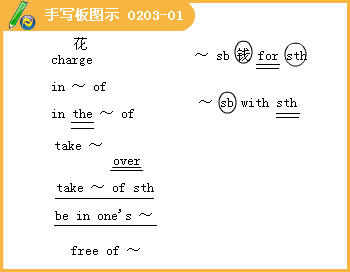 手写板图示 0203-01
花
charge
in ～ of
in the ～ of
take ～
over
take ～ of sth
be in one's ～
free of ～
～ sb 钱 for sth
～ sb with sth